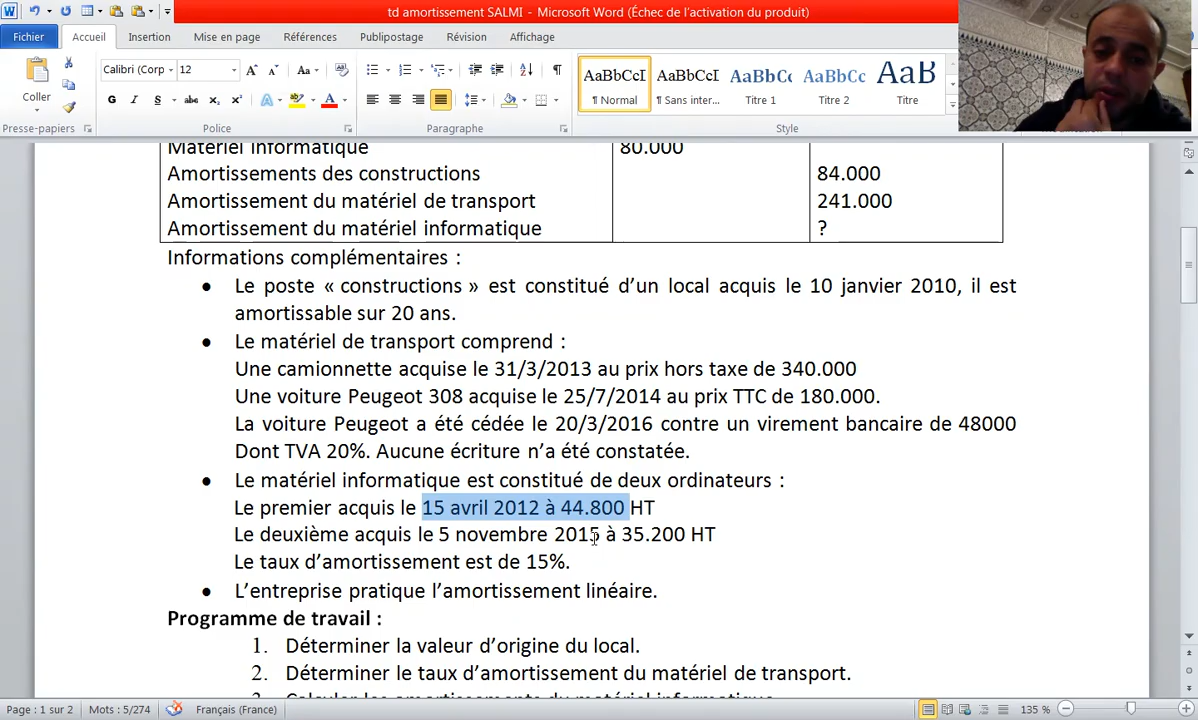 td amortissement SALMI - Microsoft Word (Échec de l'activation du produit)
Fichier Accueil Insertion Mise en page Références Publipostage Révision Affichage
Calibri (Corp 12
Coller
AaBbCcI AaBbCcI AaBbCc AaBbCc AaB
¶ Normal ¶ Sans inter... Titre 1 Titre 2 Titre
Presse-papiers Police Paragraphe Style
Matériel informatique 80.000
Amortissements des constructions 84.000
Amortissement du matériel de transport 241.000
Amortissement du matériel informatique ?
Informations complémentaires :
• Le poste « constructions » est constitué d'un local acquis le 10 janvier 2010, il est
amortissable sur 20 ans.
• Le matériel de transport comprend :
Une camionnette acquise le 31/3/2013 au prix hors taxe de 340.000
Une voiture Peugeot 308 acquise le 25/7/2014 au prix TTC de 180.000.
La voiture Peugeot a été cédée le 20/3/2016 contre un virement bancaire de 48000
Dont TVA 20%. Aucune écriture n'a été constatée.
• Le matériel informatique est constitué de deux ordinateurs :
Le premier acquis le 15 avril 2012 à 44.800 HT
Le deuxième acquis le 5 novembre 2015 à 35.200 HT
Le taux d'amortissement est de 15%.
• L'entreprise pratique l'amortissement linéaire.
Programme de travail :
1. Déterminer la valeur d'origine du local.
2. Déterminer le taux d'amortissement du matériel de transport.
3. Calculer les amortissements du matériel informatique
Page : 1 sur 2 Mots : 5/274 Français (France) 135 %